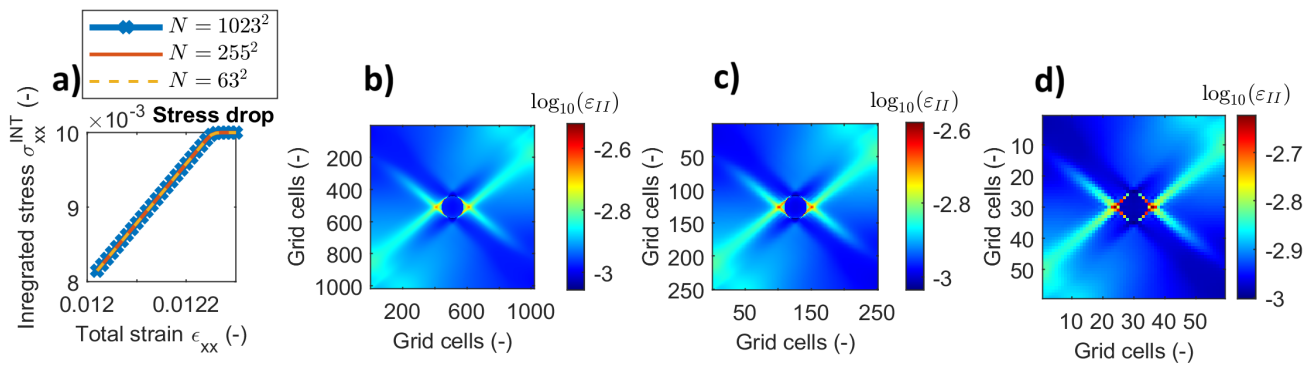 N = 1023²
N = 255²
N = 63²
a)
×10⁻³ Stress drop
10
9
8
0.012 0.0122
Inregrated stress σ_xx^INT (-)
Total strain ϵ_xx (-)
b)
log₁₀(ε_II)
200
400
600
800
1000
200 600 1000
Grid cells (-)
Grid cells (-)
-2.6
-2.8
-3
c)
log₁₀(ε_II)
50
100
150
200
250
50 150 250
Grid cells (-)
Grid cells (-)
-2.6
-2.8
-3
d)
log₁₀(ε_II)
10
20
30
40
50
10 20 30 40 50
Grid cells (-)
Grid cells (-)
-2.7
-2.8
-2.9
-3